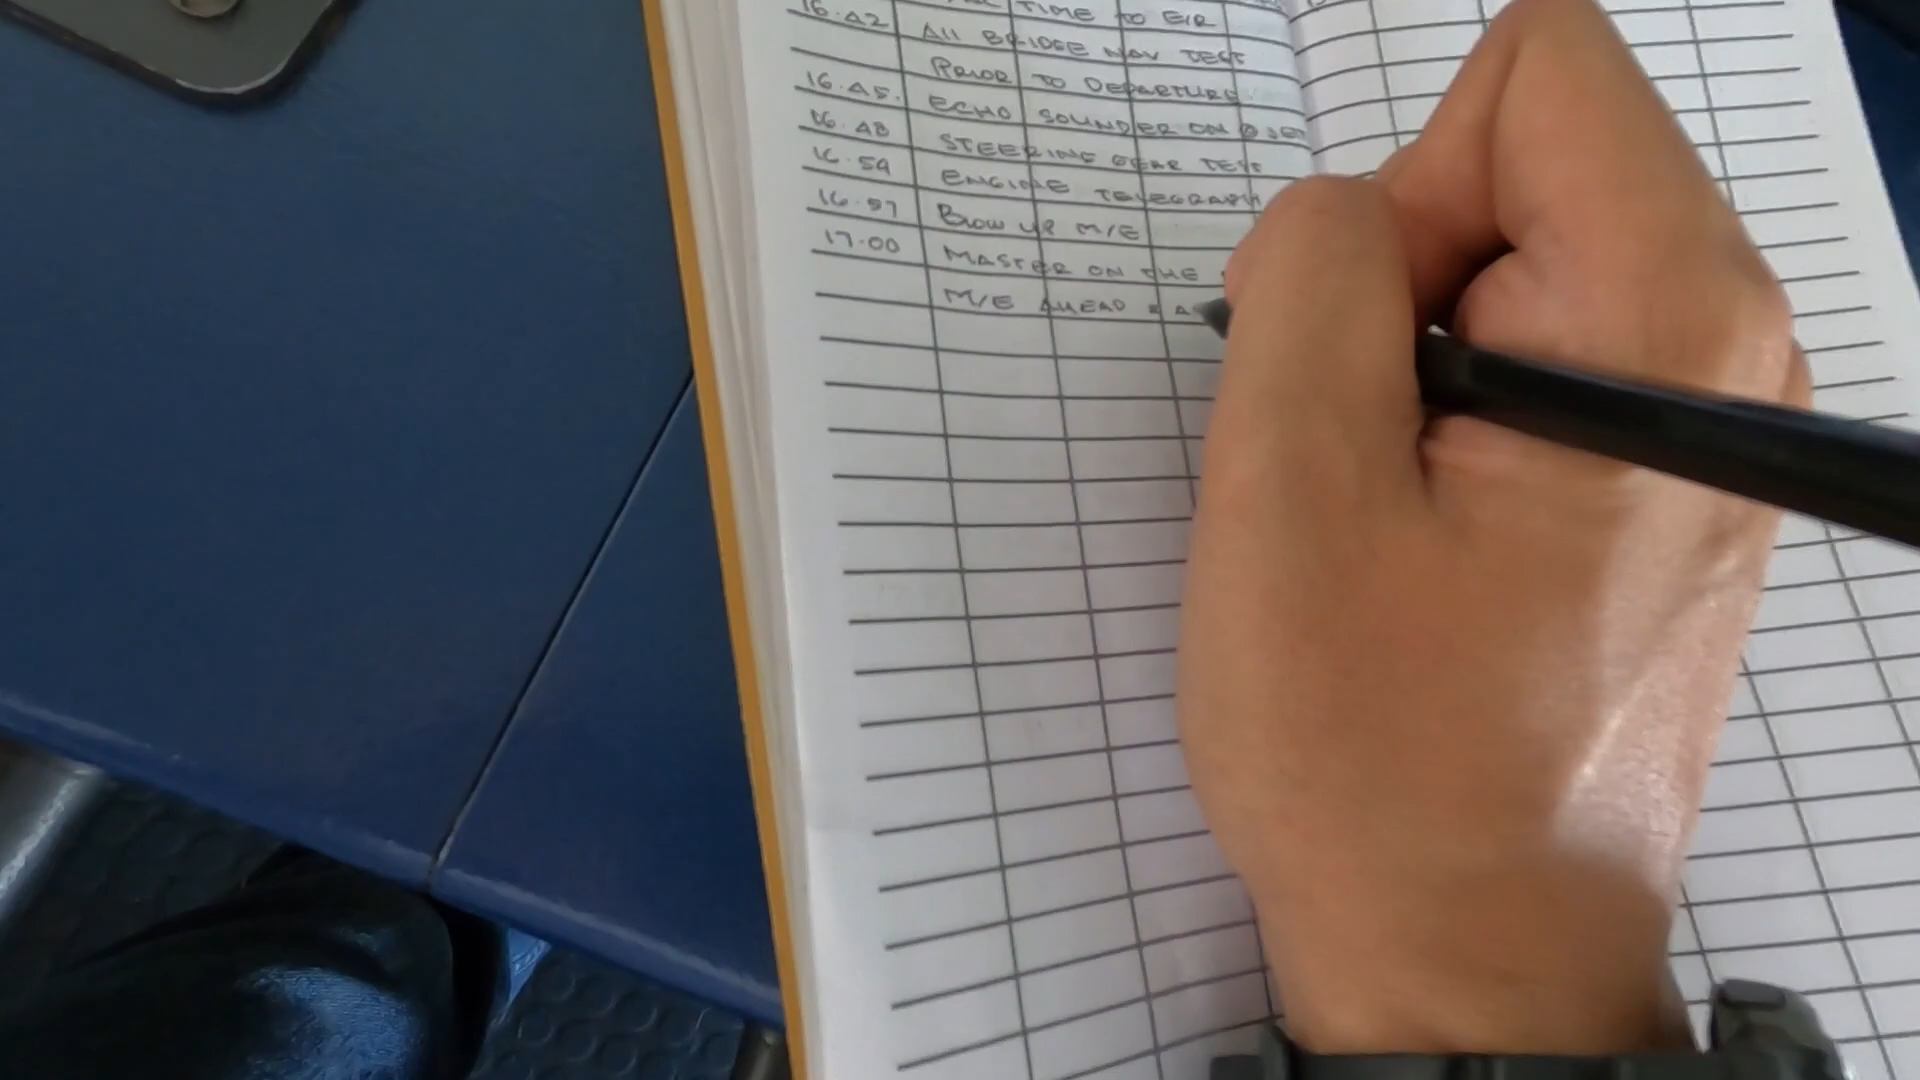 TIME TO E/R
16.42 All BRIDGE NAV TEST
PRIOR TO DEPARTURE
16.45. ECHO SOUNDER ON &
16.48 STEERING GEAR TEST
16.54 ENGINE TELEGRAPH
16.57 Blow up M/E
17.00 MASTER ON THE
M/E AHEAD & A